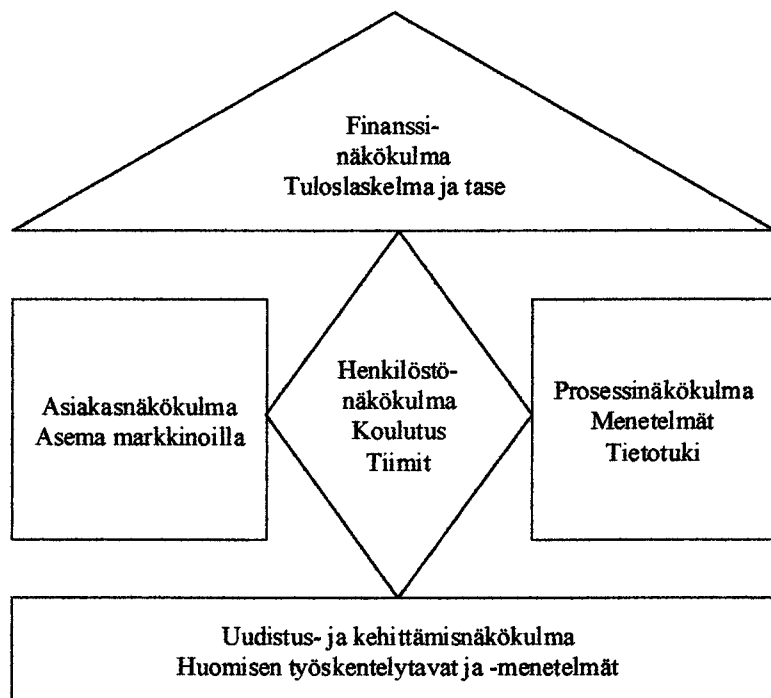 Finanssi-
näkökulma
Tuloslaskelma ja tase
Asiakasnäkökulma
Asema markkinoilla
Henkilöstö-
näkökulma
Koulutus
Tiimit
Prosessinäkökulma
Menetelmät
Tietotuki
Uudistus- ja kehittämisnäkökulma
Huomisen työskentelytavat ja -menetelmät